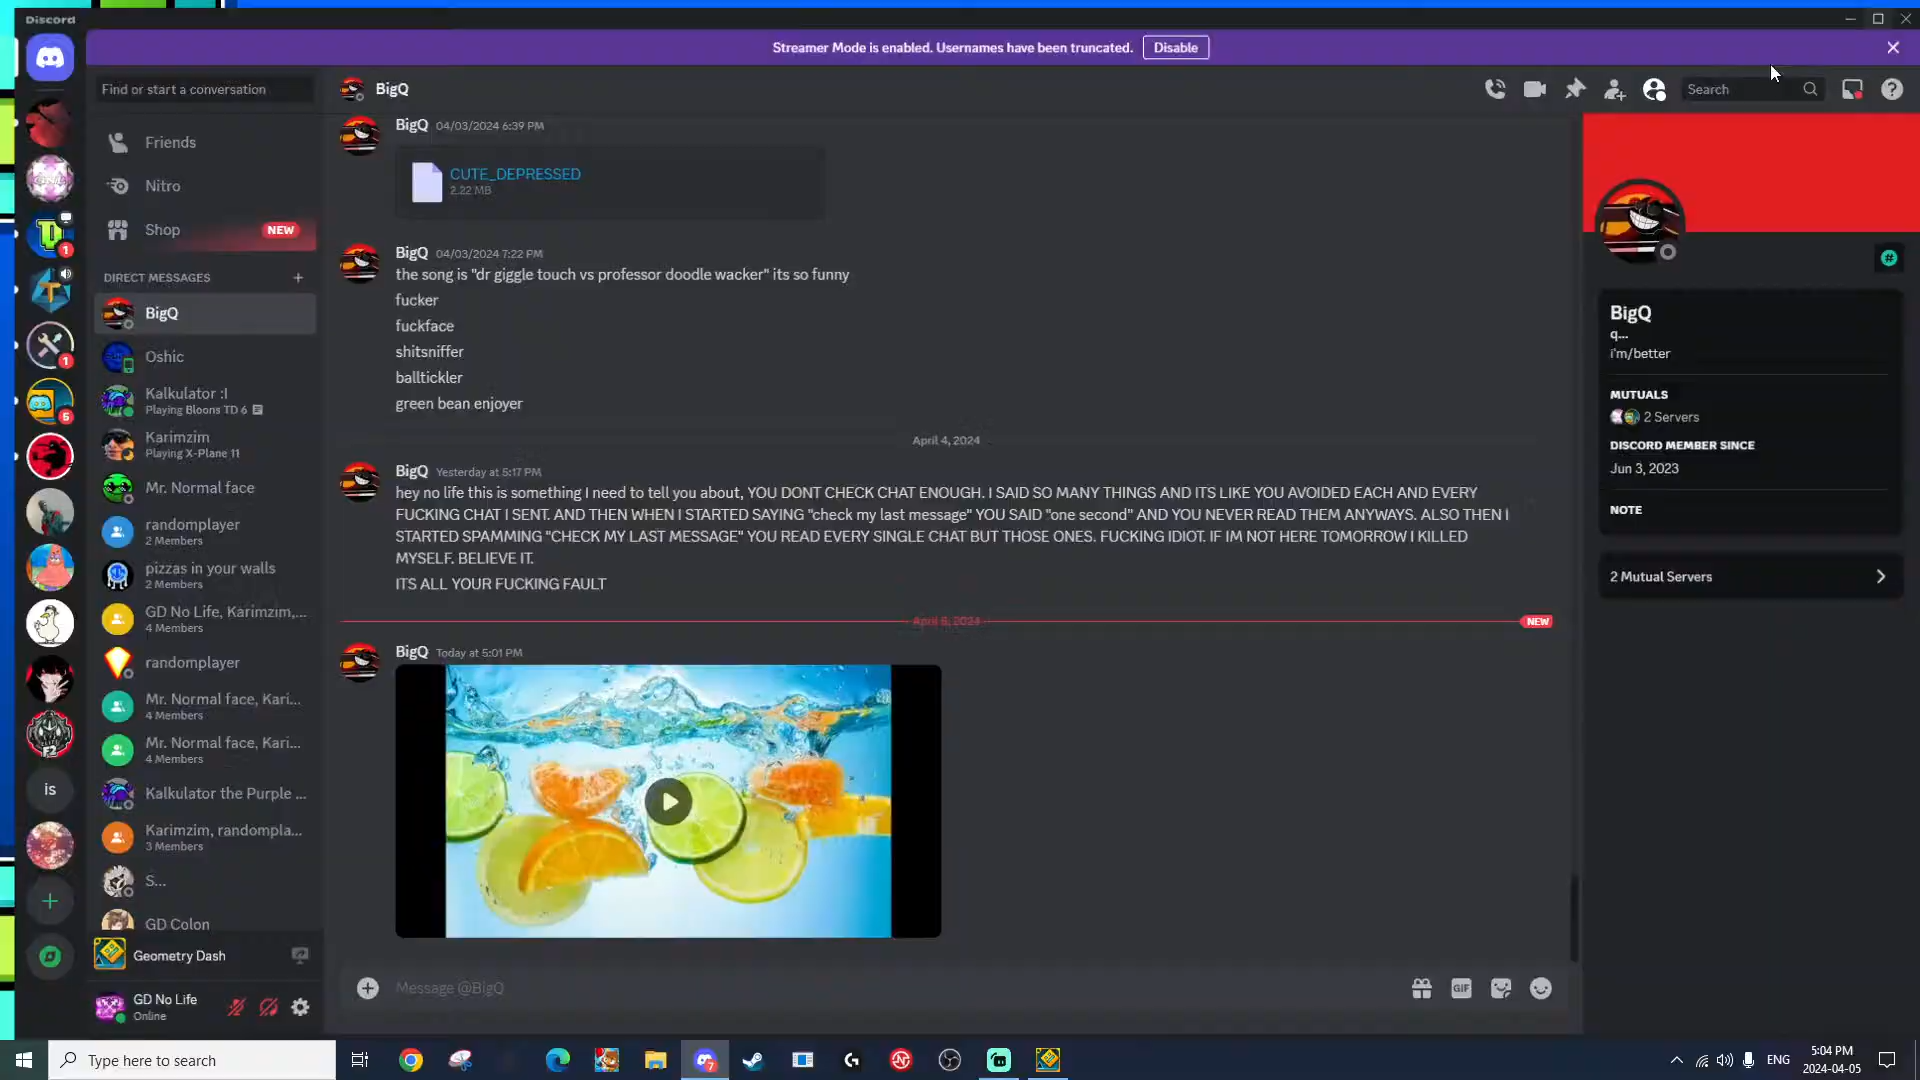 Discord
Streamer Mode is enabled. Usernames have been truncated. Disable
Find or start a conversation
BigQ
Search
Friends
Nitro
Shop NEW
DIRECT MESSAGES
BigQ
Oshic
Kalkulator :I
Playing Bloons TD 6
Karimzim
Playing X-Plane 11
Mr. Normal face
randomplayer
2 Members
pizzas in your walls
2 Members
GD No Life, Karimzim,...
4 Members
randomplayer
Mr. Normal face, Kari...
4 Members
Mr. Normal face, Kari...
4 Members
Kalkulator the Purple ...
Karimzim, randompla...
3 Members
S...
GD Colon
Geometry Dash
GD No Life
Online
1
1
5
is
BigQ 04/03/2024 6:39 PM
CUTE_DEPRESSED
2.22 MB
BigQ 04/03/2024 7:22 PM
the song is "dr giggle touch vs professor doodle wacker" its so funny
fucker
fuckface
shitsniffer
balltickler
green bean enjoyer
April 4, 2024
BigQ Yesterday at 5:17 PM
hey no life this is something I need to tell you about, YOU DONT CHECK CHAT ENOUGH. I SAID SO MANY THINGS AND ITS LIKE YOU AVOIDED EACH AND EVERY
FUCKING CHAT I SENT. AND THEN WHEN I STARTED SAYING "check my last message" YOU SAID "one second" AND YOU NEVER READ THEM ANYWAYS. ALSO THEN I
STARTED SPAMMING "CHECK MY LAST MESSAGE" YOU READ EVERY SINGLE CHAT BUT THOSE ONES. FUCKING IDIOT. IF IM NOT HERE TOMORROW I KILLED
MYSELF. BELIEVE IT.
ITS ALL YOUR FUCKING FAULT
April 5, 2024 NEW
BigQ Today at 5:01 PM
Message @BigQ
GIF
BigQ
q...
i'm/better
MUTUALS
2 Servers
DISCORD MEMBER SINCE
Jun 3, 2023
NOTE
2 Mutual Servers
Type here to search
7
ENG
5:04 PM
2024-04-05